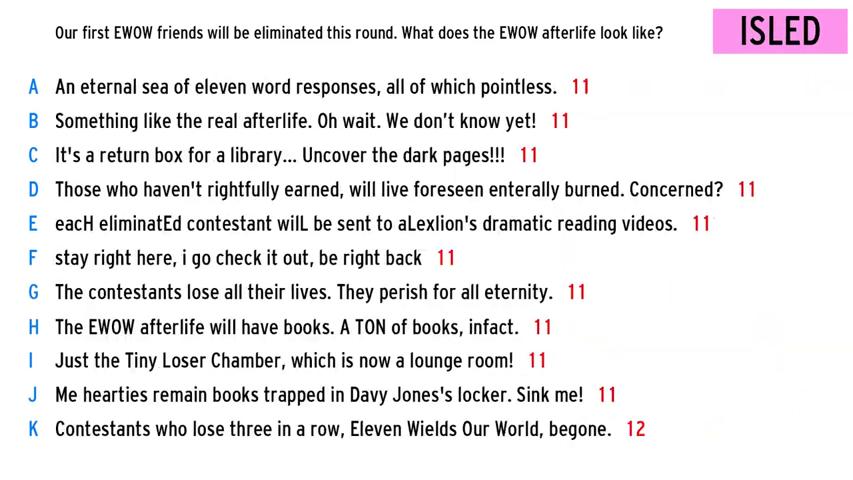 Our first EWOW friends will be eliminated this round. What does the EWOW afterlife look like?
ISLED
A An eternal sea of eleven word responses, all of which pointless. 11
B Something like the real afterlife. Oh wait. We don't know yet! 11
C It's a return box for a library... Uncover the dark pages!!! 11
D Those who haven't rightfully earned, will live foreseen enterally burned. Concerned? 11
E eacH eliminatEd contestant wilL be sent to aLexlion's dramatic reading videos. 11
F stay right here, i go check it out, be right back 11
G The contestants lose all their lives. They perish for all eternity. 11
H The EWOW afterlife will have books. A TON of books, infact. 11
I Just the Tiny Loser Chamber, which is now a lounge room! 11
J Me hearties remain books trapped in Davy Jones's locker. Sink me! 11
K Contestants who lose three in a row, Eleven Wields Our World, begone. 12